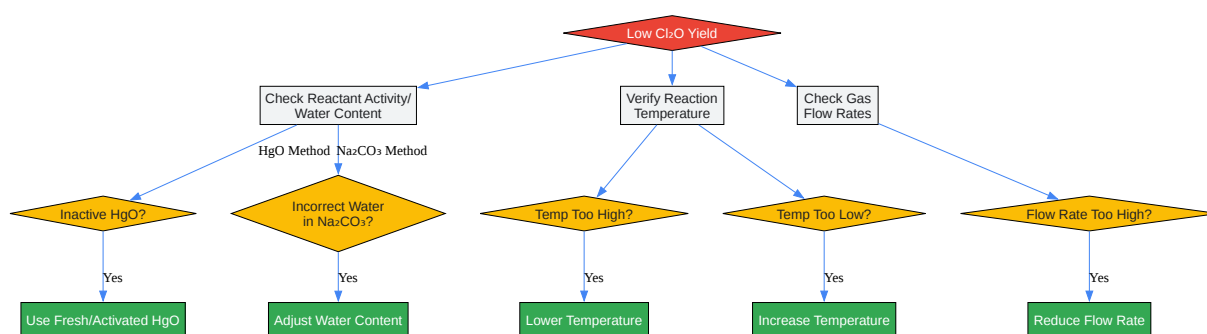 Low Cl₂O Yield
Check Reactant Activity/
Water Content
Verify Reaction
Temperature
Check Gas
Flow Rates
HgO Method
Na₂CO₃ Method
Inactive HgO?
Incorrect Water
in Na₂CO₃?
Temp Too High?
Temp Too Low?
Flow Rate Too High?
Yes
Yes
Yes
Yes
Yes
Use Fresh/Activated HgO
Adjust Water Content
Lower Temperature
Increase Temperature
Reduce Flow Rate